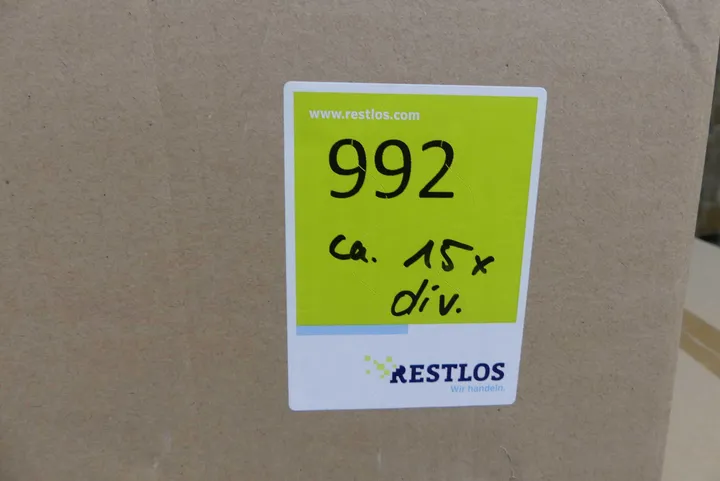 www.restlos.com
992
ca. 15x
div.
RESTLOS
Wir handeln.